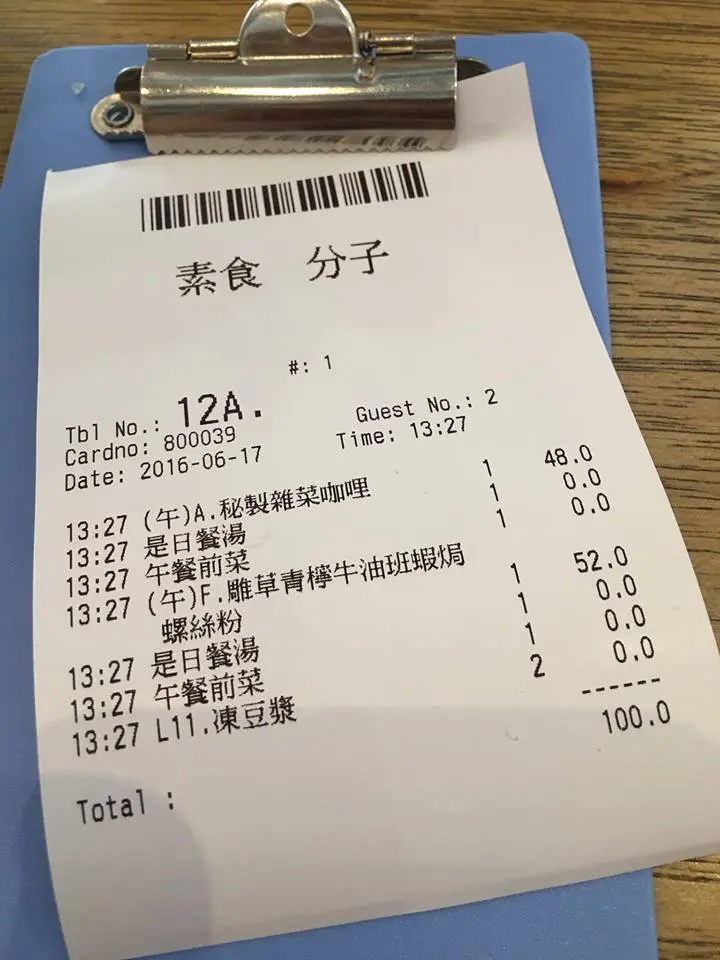 素食 分子
#: 1
Tbl No.: 12A.
Cardno: 800039 Guest No.: 2
Date: 2016-06-17 Time: 13:27
13:27 (午)A.秘製雜菜咖哩 1 48.0
13:27 是日餐湯 1 0.0
13:27 午餐前菜 1 0.0
13:27 (午)F.雕草青檸牛油班蝦焗 1 52.0
螺絲粉
13:27 是日餐湯 1 0.0
13:27 午餐前菜 1 0.0
13:27 L11.凍豆漿 2 0.0
------
Total : 100.0